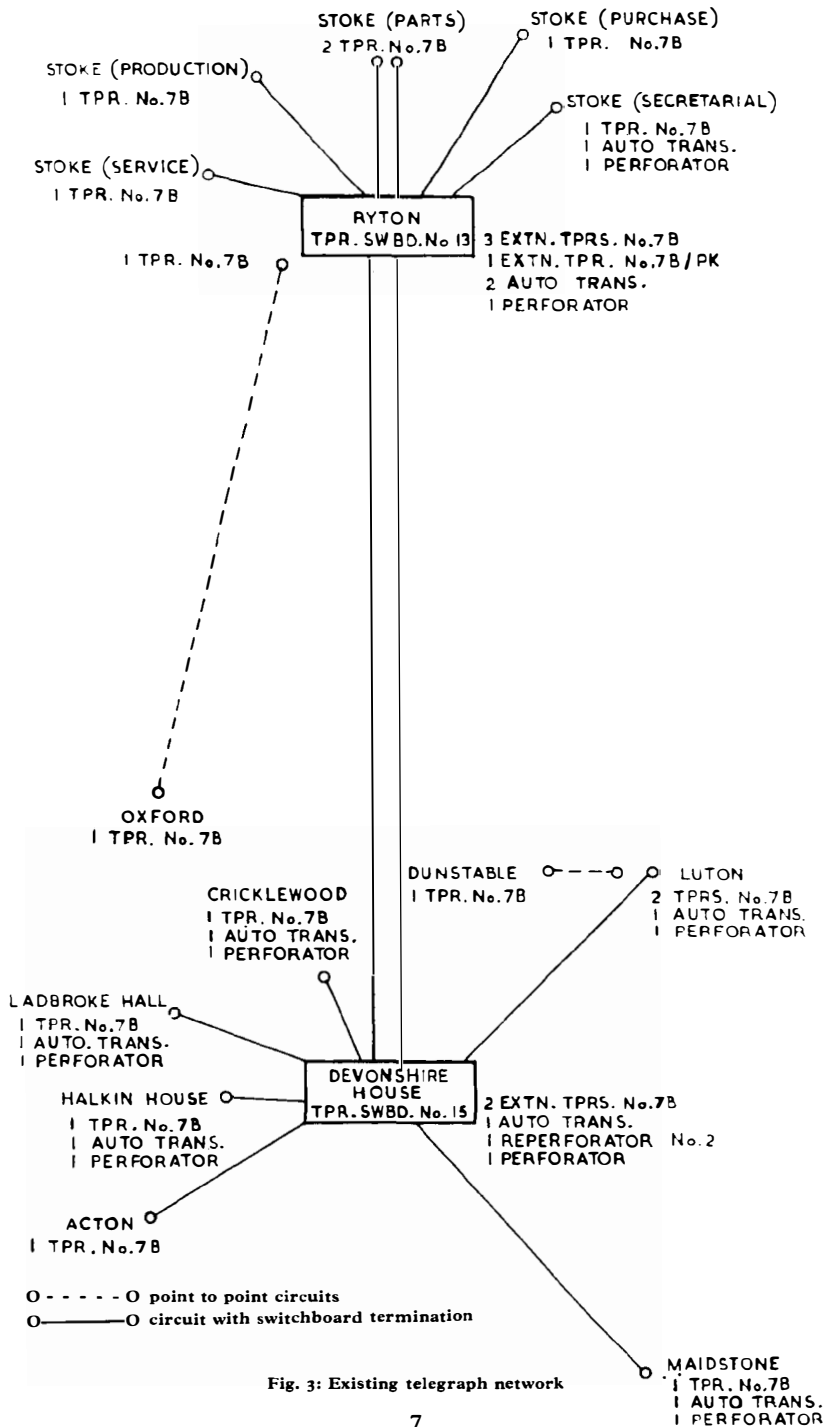 STOKE (PARTS)
2 TPR. No.7B
STOKE (PURCHASE)
1 TPR. No.7B
STOKE (PRODUCTION)
1 TPR. No.7B
STOKE (SECRETARIAL)
1 TPR. No.7B
1 AUTO TRANS.
1 PERFORATOR
STOKE (SERVICE)
1 TPR. No.7B
RYTON
TPR. SWBD. No 13
3 EXTN. TPRS. No.7B
1 EXTN. TPR. No.7B/PK
2 AUTO TRANS.
1 PERFORATOR
1 TPR. No.7B
OXFORD
1 TPR. No.7B
DUNSTABLE
1 TPR. No.7B
LUTON
2 TPRS. No.7B
1 AUTO TRANS.
1 PERFORATOR
CRICKLEWOOD
1 TPR. No.7B
1 AUTO TRANS.
1 PERFORATOR
LADBROKE HALL
1 TPR. No.7B
1 AUTO. TRANS.
1 PERFORATOR
HALKIN HOUSE
1 TPR. No.7B
1 AUTO TRANS.
1 PERFORATOR
DEVONSHIRE
HOUSE
TPR. SWBD. No. 15
2 EXTN. TPRS. No.7B
1 AUTO TRANS.
1 REPERFORATOR No.2
1 PERFORATOR
ACTON
1 TPR. No.7B
O - - - - - O point to point circuits
O———O circuit with switchboard termination
MAIDSTONE
1 TPR. No.7B
1 AUTO TRANS.
1 PERFORATOR
Fig. 3: Existing telegraph network
7